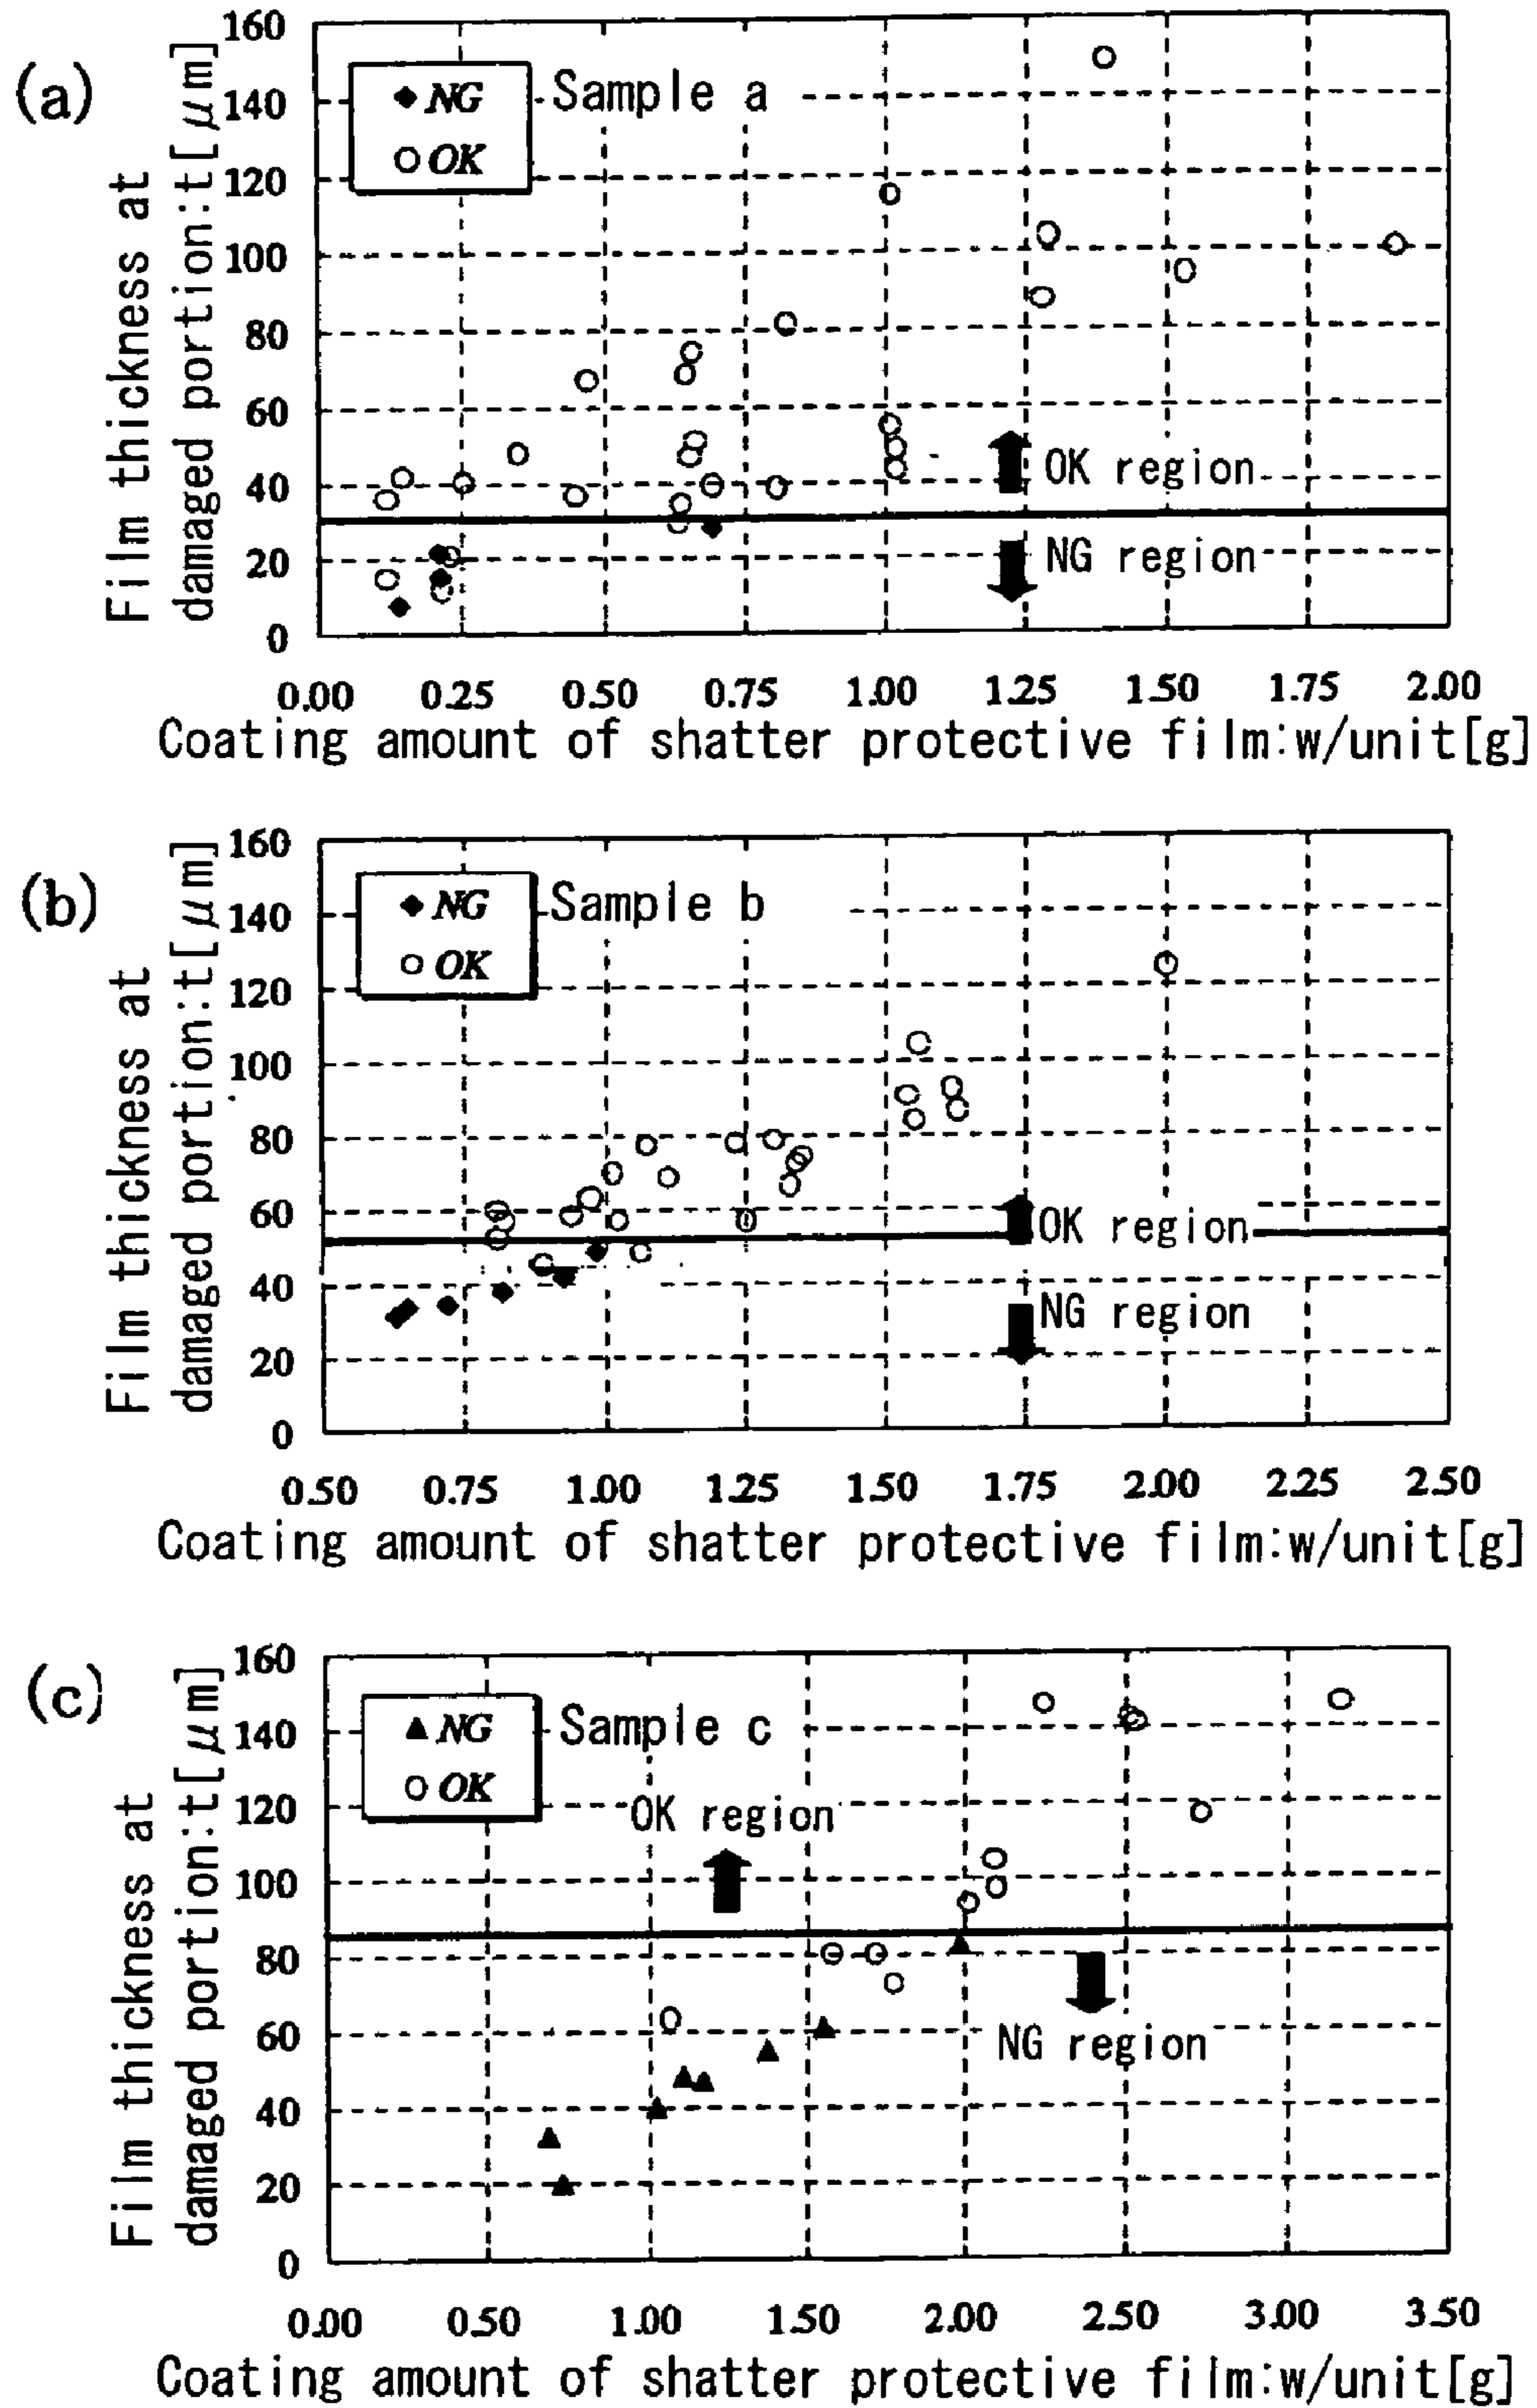 (a)
Film thickness at
damaged portion:t[μm]
160
140
120
100
80
60
40
20
0
NG
OK
Sample a
OK region
NG region
0.00 0.25 0.50 0.75 1.00 1.25 1.50 1.75 2.00
Coating amount of shatter protective film:w/unit[g]
(b)
Film thickness at
damaged portion:t[μm]
160
140
120
100
80
60
40
20
0
NG
OK
Sample b
OK region
NG region
0.50 0.75 1.00 1.25 1.50 1.75 2.00 2.25 2.50
Coating amount of shatter protective film:w/unit[g]
(c)
Film thickness at
damaged portion:t[μm]
160
140
120
100
80
60
40
20
0
NG
OK
Sample c
OK region
NG region
0.00 0.50 1.00 1.50 2.00 2.50 3.00 3.50
Coating amount of shatter protective film:w/unit[g]